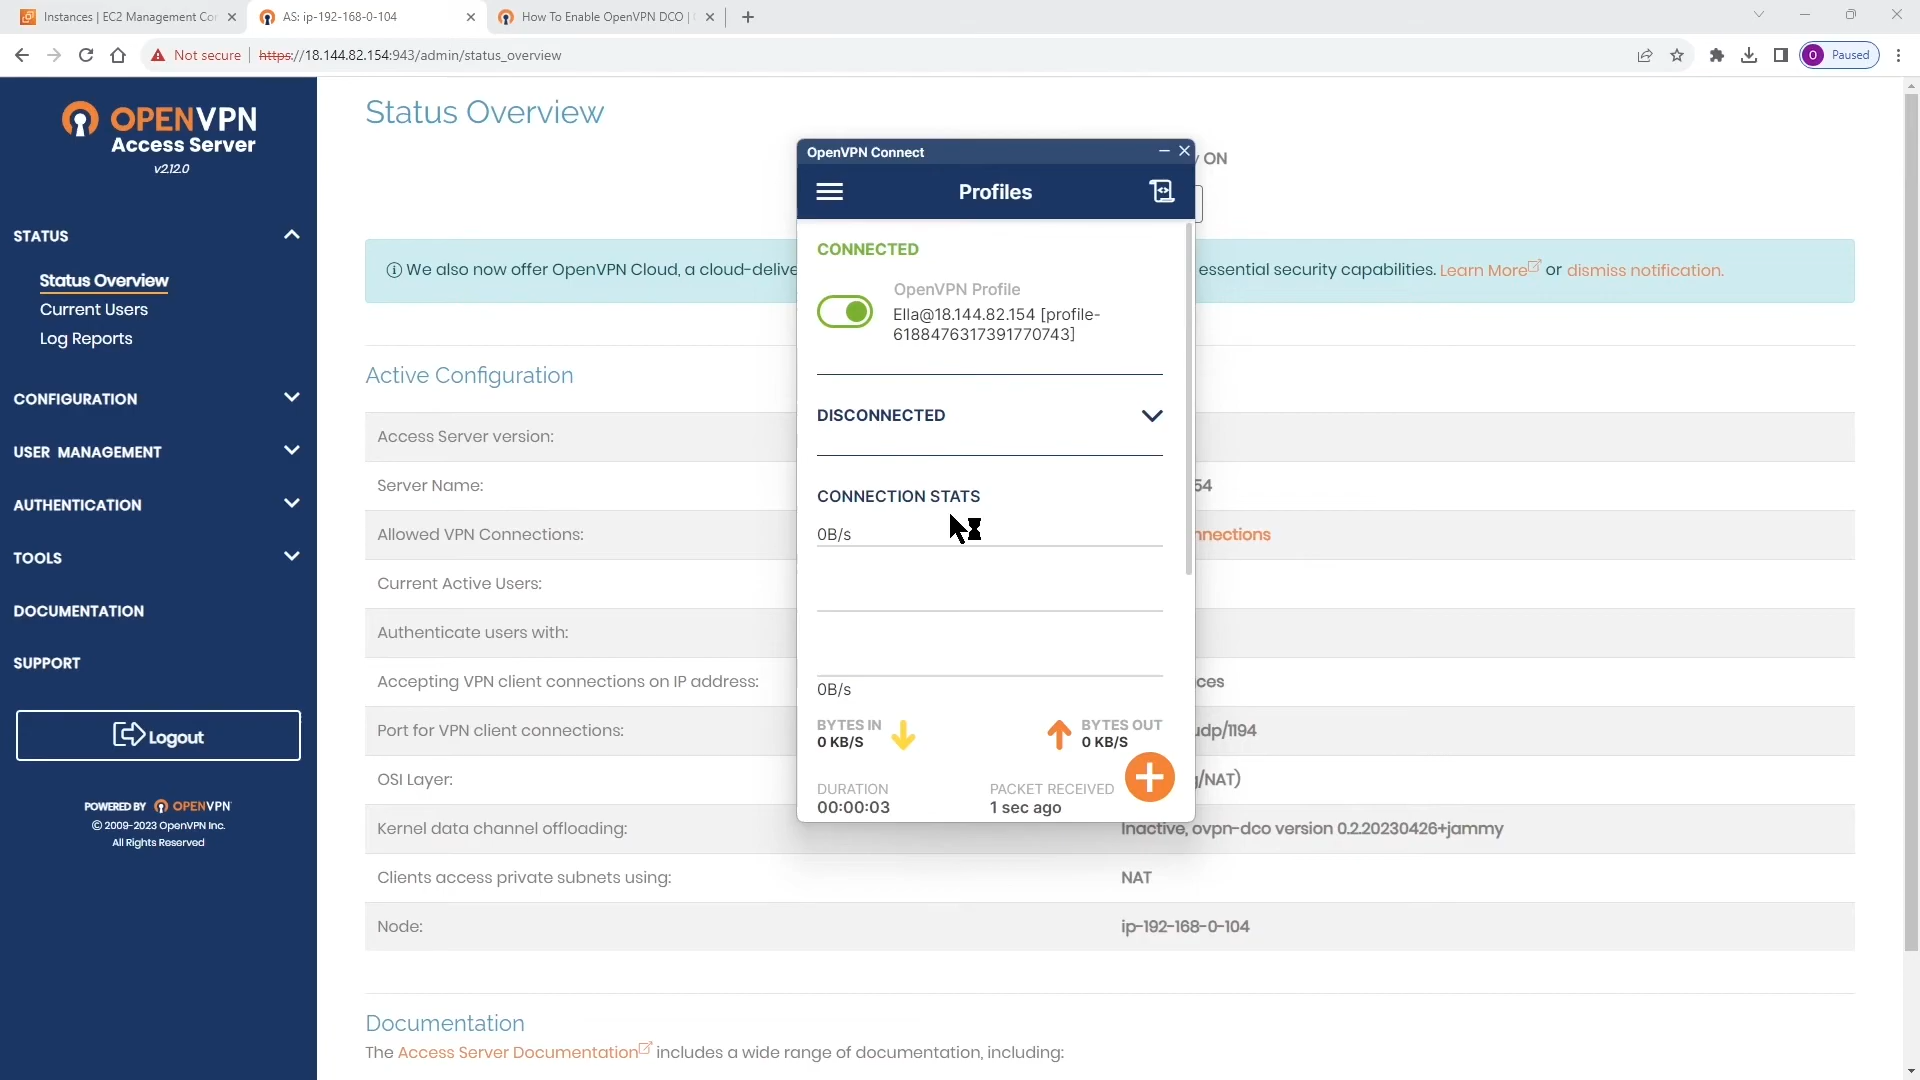 Instances | EC2 Management Con
AS: ip-192-168-0-104
How To Enable OpenVPN DCO |
Not secure
https://18.144.82.154:943/admin/status_overview
O
Paused
OPENVPN
Access Server
v2.12.0
STATUS
Status Overview
Current Users
Log Reports
CONFIGURATION
USER MANAGEMENT
AUTHENTICATION
TOOLS
DOCUMENTATION
SUPPORT
Logout
POWERED BY OPENVPN
© 2009-2023 OpenVPN Inc.
All Rights Reserved
Status Overview
ON
We also now offer OpenVPN Cloud, a cloud-delive
essential security capabilities. Learn More or dismiss notification.
Active Configuration
Access Server version:
Server Name:
54
Allowed VPN Connections:
nnections
Current Active Users:
Authenticate users with:
Accepting VPN client connections on IP address:
ces
Port for VPN client connections:
udp/1194
OSI Layer:
g/NAT)
Kernel data channel offloading:
Inactive, ovpn-dco version 0.2.20230426+jammy
Clients access private subnets using:
NAT
Node:
ip-192-168-0-104
Documentation
The Access Server Documentation includes a wide range of documentation, including:
OpenVPN Connect
Profiles
CONNECTED
OpenVPN Profile
Ella@18.144.82.154 [profile-
6188476317391770743]
DISCONNECTED
CONNECTION STATS
0B/s
0B/s
BYTES IN
0 KB/S
BYTES OUT
0 KB/S
DURATION
00:00:03
PACKET RECEIVED
1 sec ago